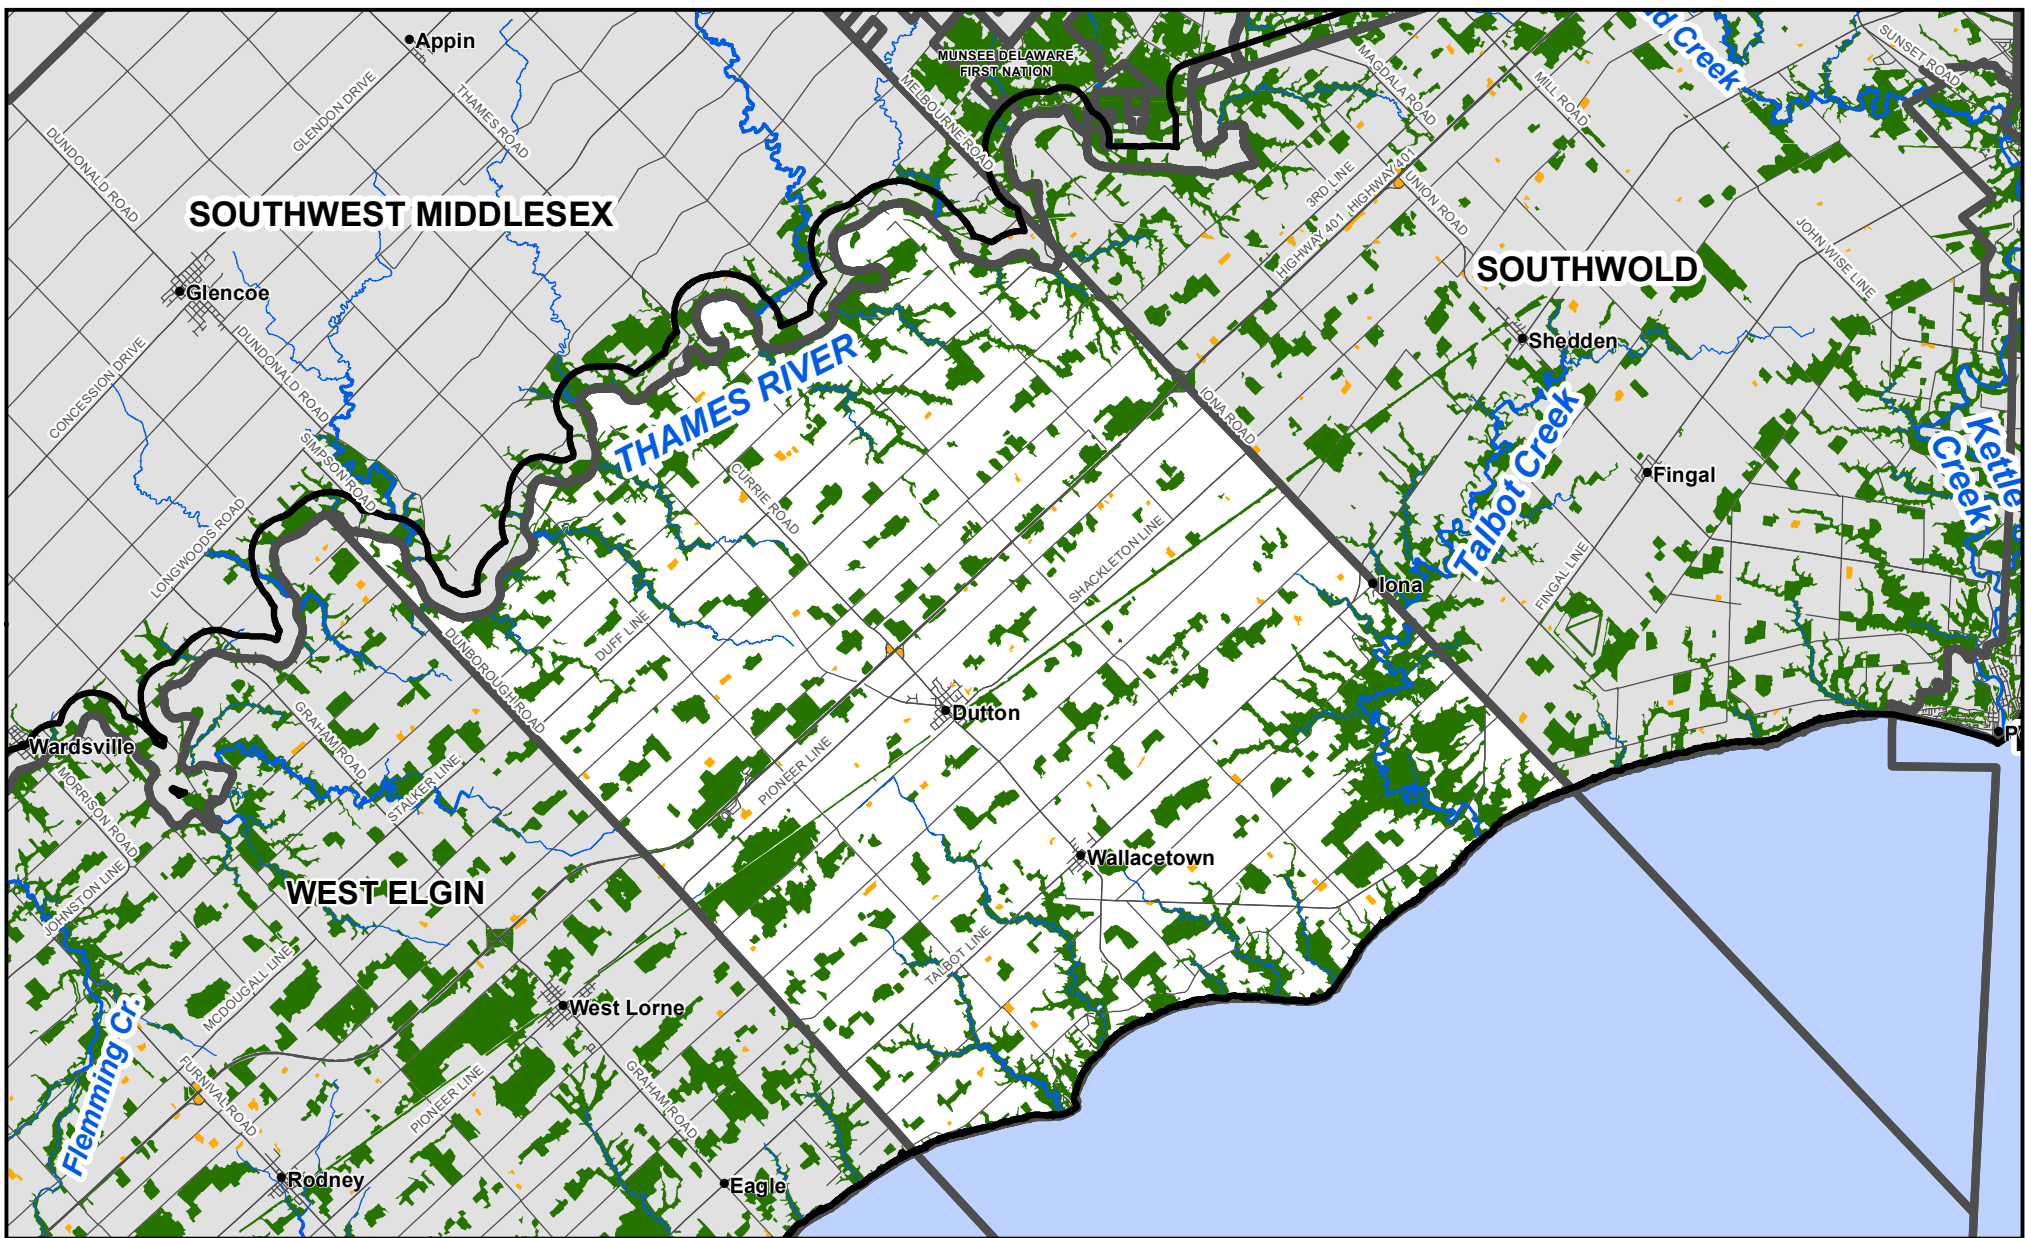 Appin
MUNSEE DELAWARE
FIRST NATION
d Creek
SUNSET ROAD
MAGDALA ROAD
MILL ROAD
GLENDON DRIVE
THAMES ROAD
MELBOURNE ROAD
DUNDONALD ROAD
3RD LINE
HIGHWAY 401
HIGHWAY 401
UNION ROAD
SOUTHWEST MIDDLESEX
JOHN WISE LINE
SOUTHWOLD
Glencoe
Shedden
DUNDONALD ROAD
CONCESSION DRIVE
THAMES RIVER
IONA ROAD
Talbot Creek
Kettle
Creek
SIMPSON ROAD
CURRIE ROAD
Fingal
LONGWOODS ROAD
SHACKLETON LINE
Iona
FINGAL LINE
DUFF LINE
DUNBOROUGH ROAD
Dutton
GRAHAM ROAD
Wardsville
STALKER LINE
PIONEER LINE
MORRISON ROAD
Wallacetown
JOHNSTON LINE
WEST ELGIN
TALBOT LINE
MCDOUGALL LINE
West Lorne
Flemming Cr.
FURNIVAL ROAD
PIONEER LINE
GRAHAM ROAD
Rodney
Eagle